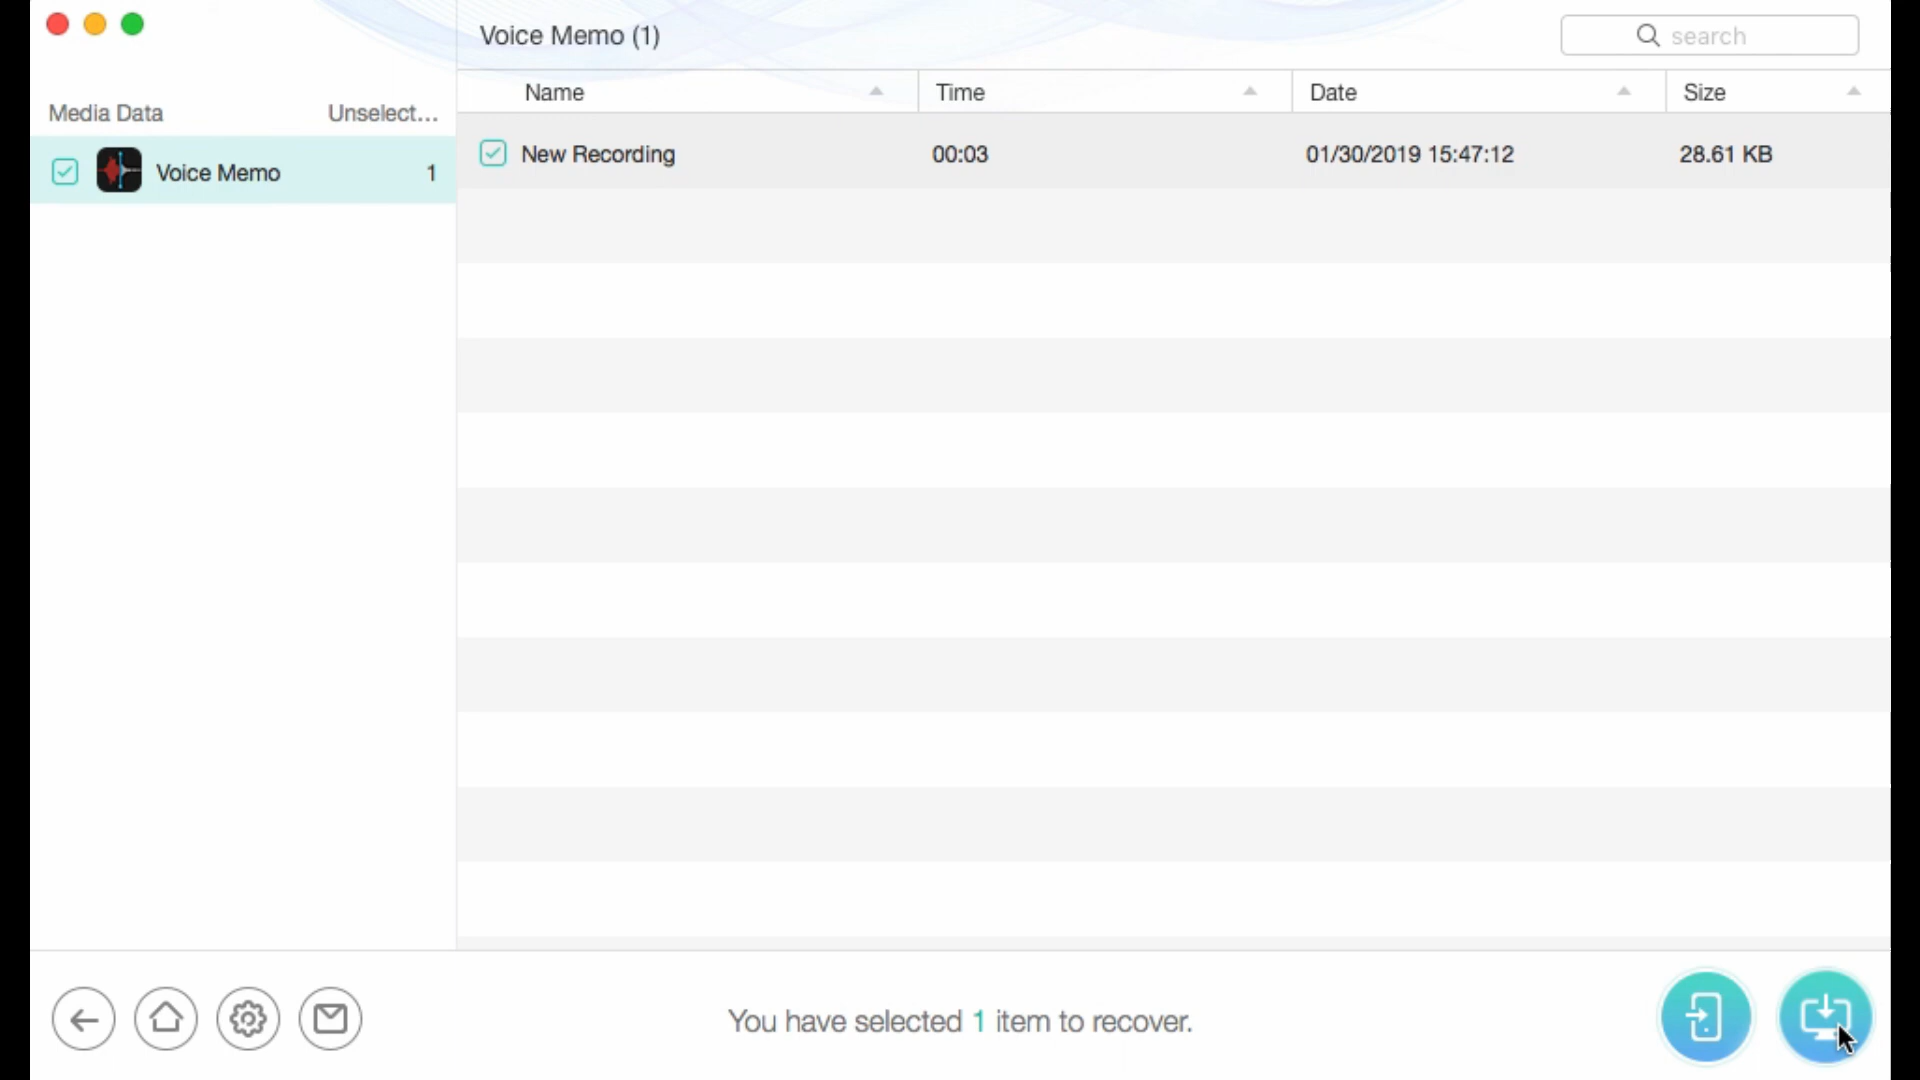 Voice Memo (1)
search
Media Data Unselect...
Name Time Date Size
Voice Memo 1
New Recording 00:03 01/30/2019 15:47:12 28.61 KB
You have selected 1 item to recover.